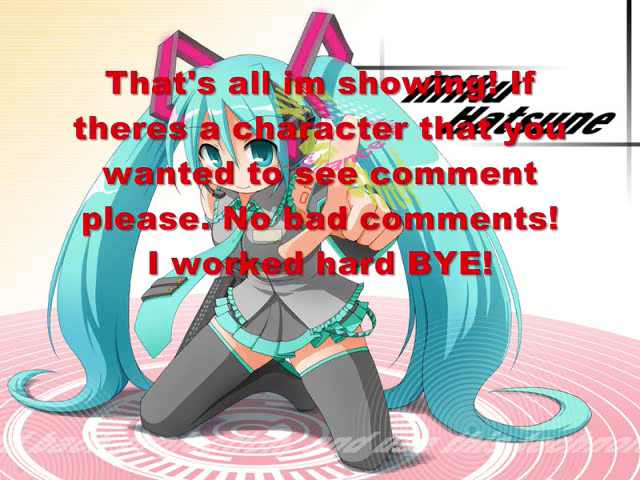 That's all im showing! If
theres a character that you
wanted to see comment
please. No bad comments!
I worked hard BYE!
Miku
Hatsune